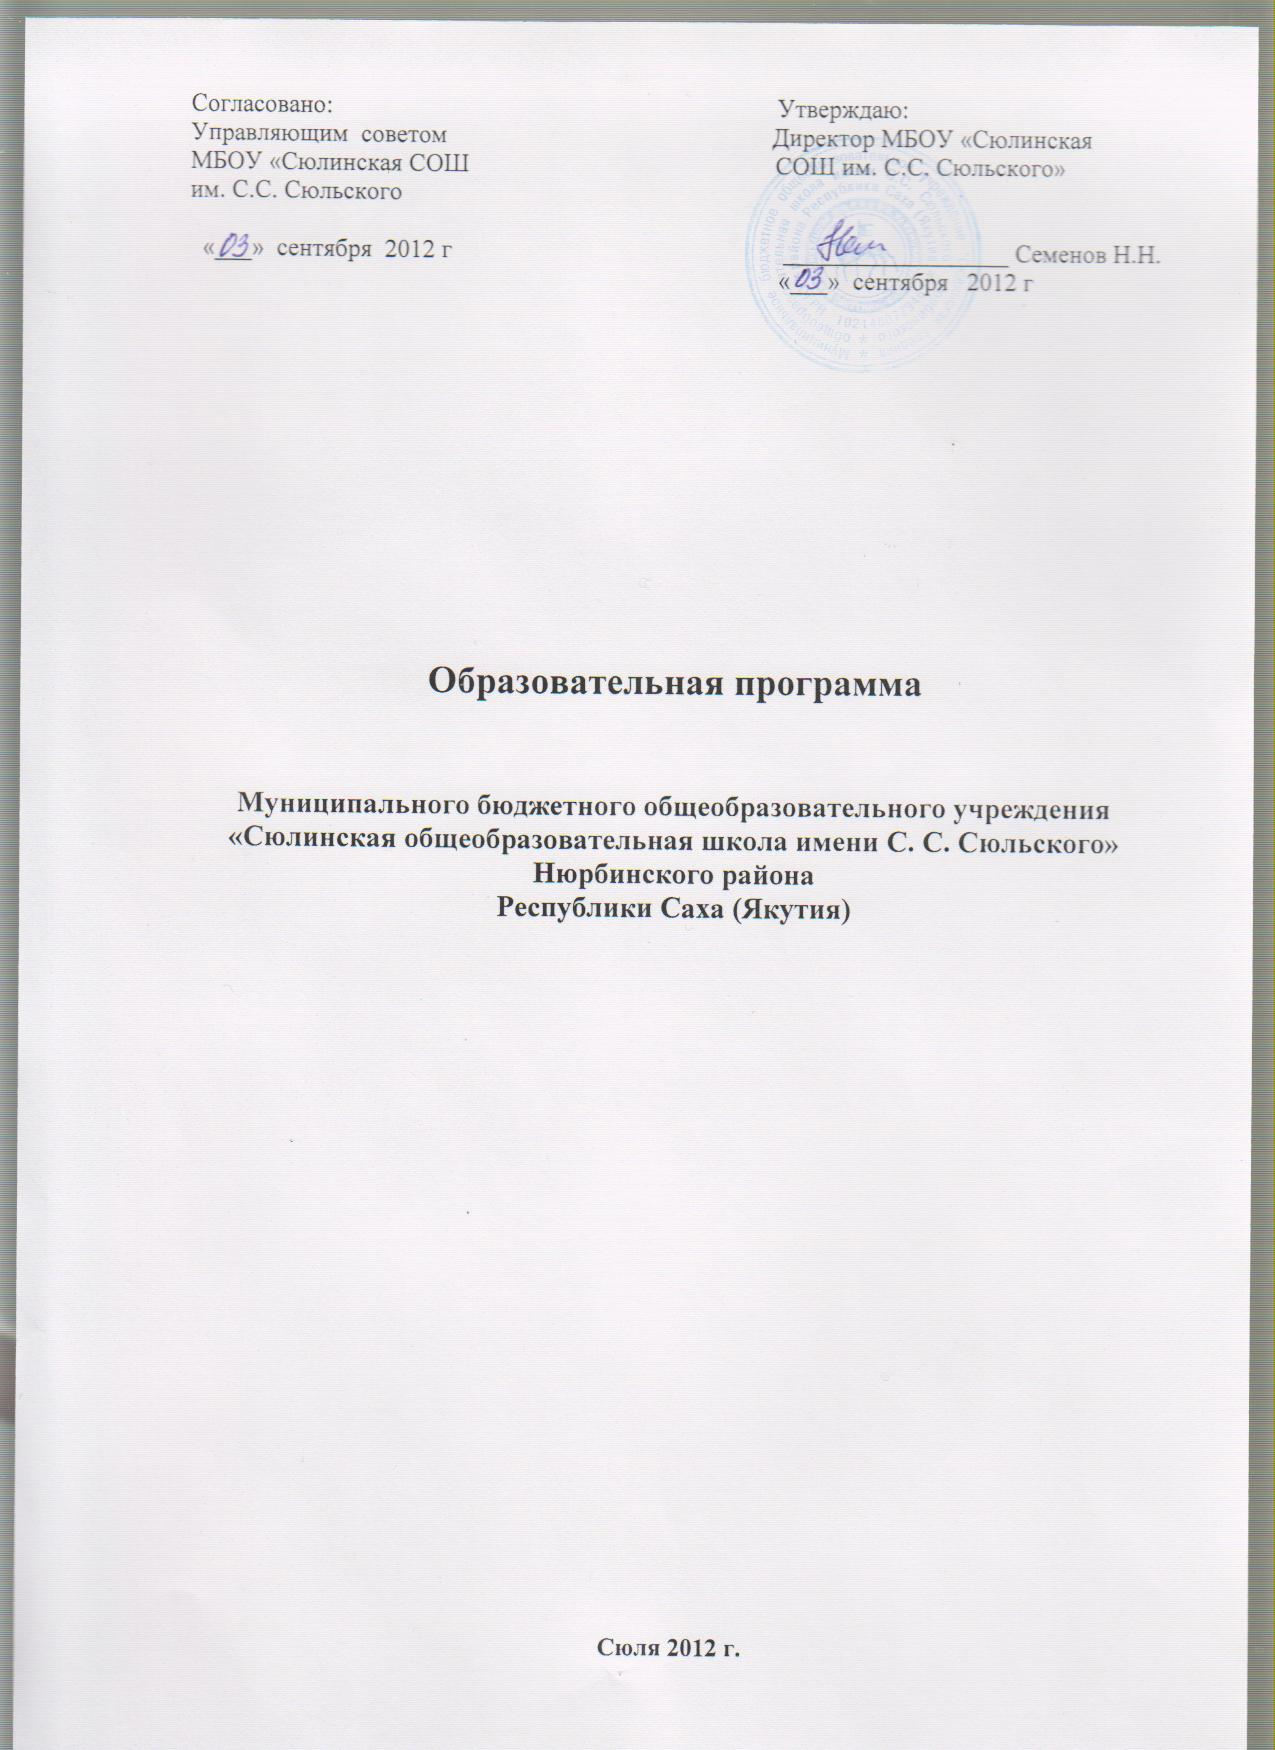 Согласовано:
Управляющим советом
МБОУ «Сюлинская СОШ
им. С.С. Сюльского
«03» сентября 2012 г
Утверждаю:
Директор МБОУ «Сюлинская
СОШ им. С.С. Сюльского»
Семенов Н.Н.
«03» сентября 2012 г
Образовательная программа
Муниципального бюджетного общеобразовательного учреждения
«Сюлинская общеобразовательная школа имени С. С. Сюльского»
Нюрбинского района
Республики Саха (Якутия)
Сюля 2012 г.